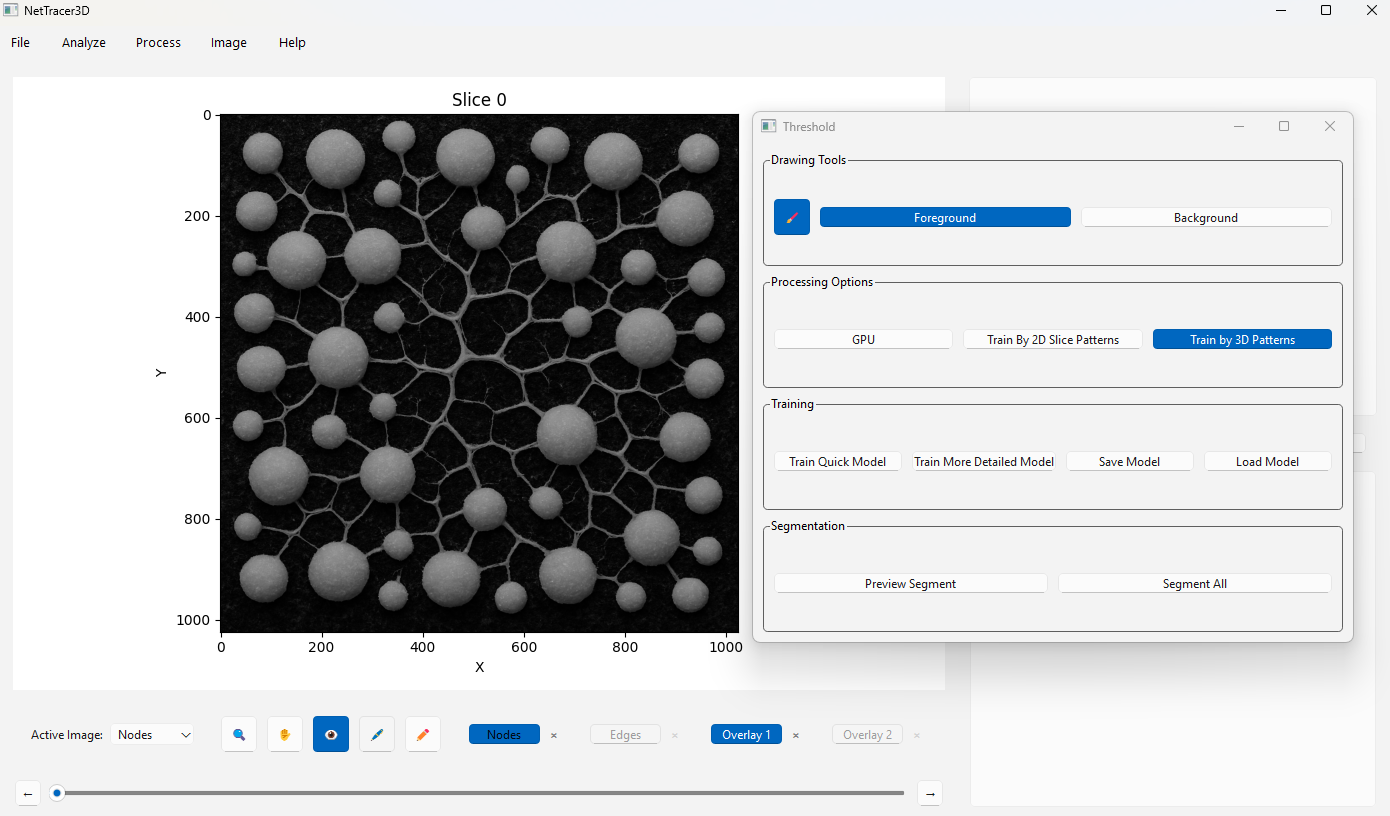 NetTracer3D
File Analyze Process Image Help
Slice 0
Threshold
Drawing Tools
Foreground Background
Processing Options
GPU Train By 2D Slice Patterns Train by 3D Patterns
Training
Train Quick Model Train More Detailed Model Save Model Load Model
Segmentation
Preview Segment Segment All
0
200
400
600
800
1000
Y
0 200 400 600 800 1000
X
Active Image: Nodes Nodes × Edges × Overlay 1 × Overlay 2 ×
← →